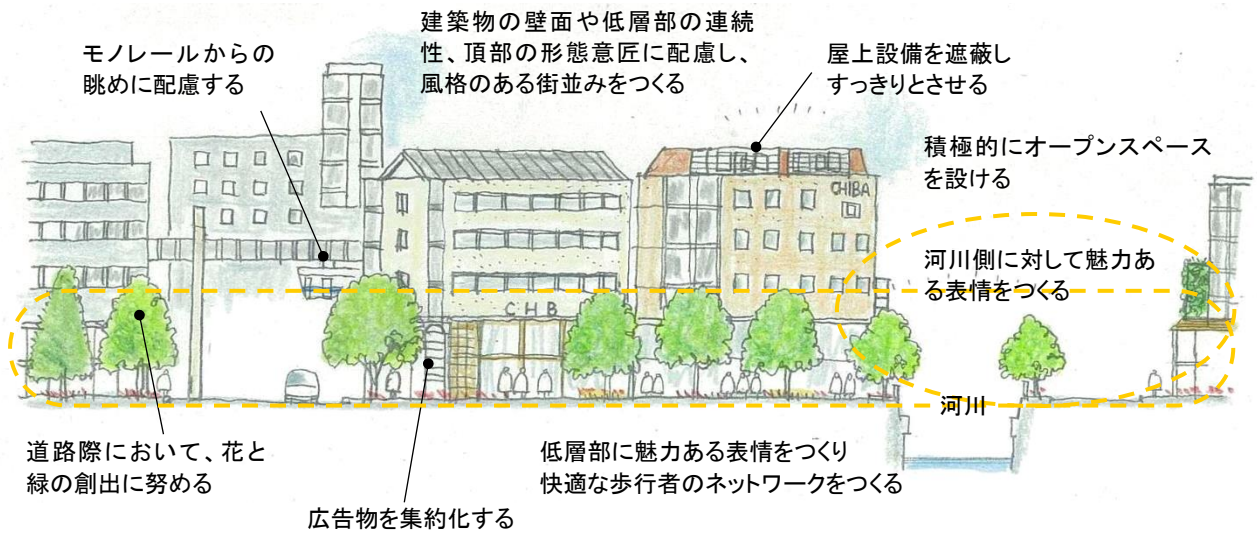 建築物の壁面や低層部の連続
性、頂部の形態意匠に配慮し、
風格のある街並みをつくる
モノレールからの
眺めに配慮する
屋上設備を遮蔽し
すっきりとさせる
積極的にオープンスペース
を設ける
CHIBA
河川側に対して魅力あ
る表情をつくる
CHB
河川
道路際において、花と
緑の創出に努める
低層部に魅力ある表情をつくり
快適な歩行者のネットワークをつくる
広告物を集約化する